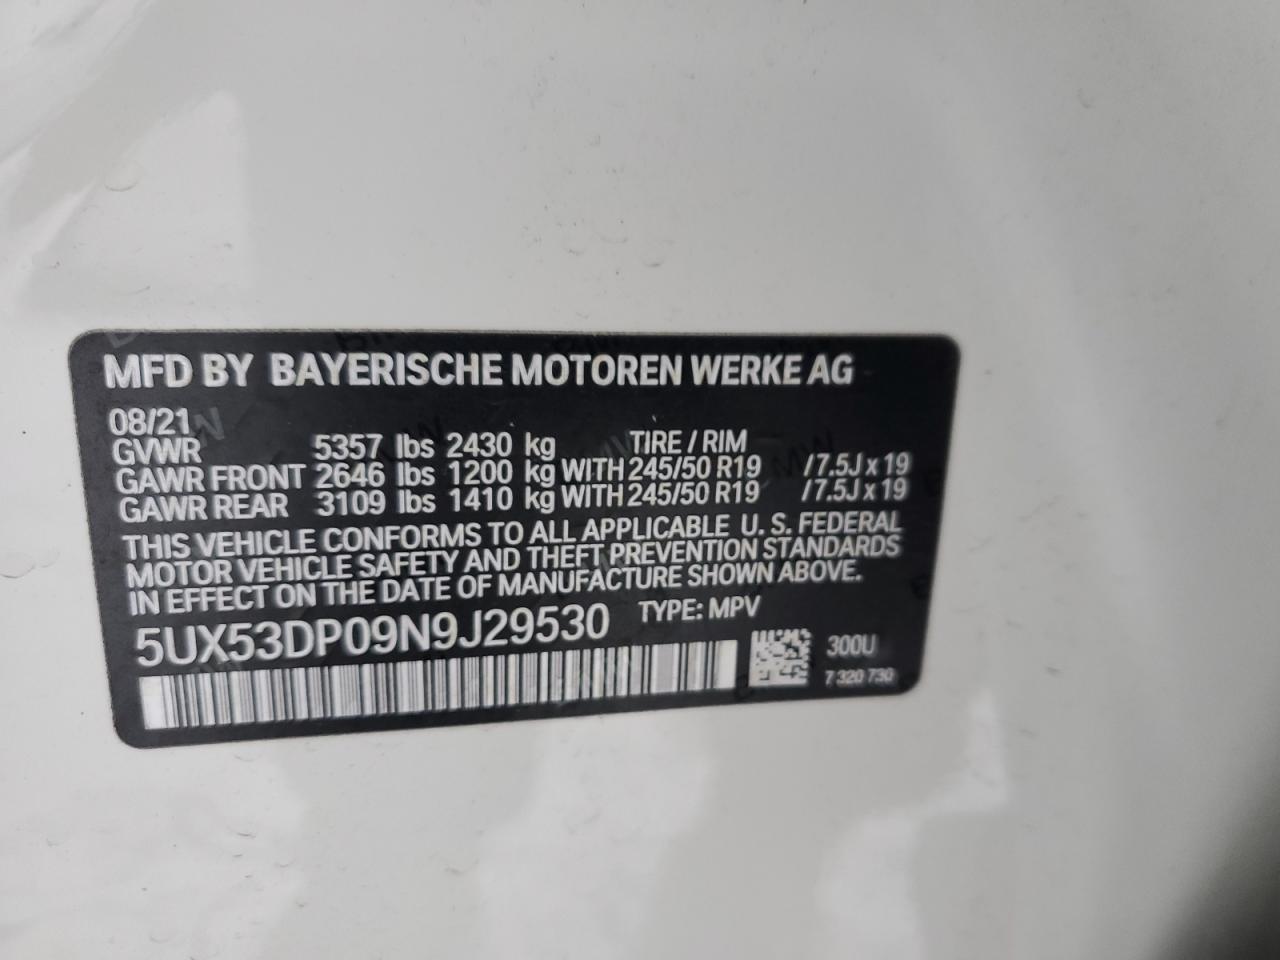 MFD BY BAYERISCHE MOTOREN WERKE AG
08/21
GVWR 5357 lbs 2430 kg TIRE / RIM
GAWR FRONT 2646 lbs 1200 kg WITH 245/50 R19 /7.5J x 19
GAWR REAR 3109 lbs 1410 kg WITH 245/50 R19 /7.5J x 19
THIS VEHICLE CONFORMS TO ALL APPLICABLE U. S. FEDERAL
MOTOR VEHICLE SAFETY AND THEFT PREVENTION STANDARDS
IN EFFECT ON THE DATE OF MANUFACTURE SHOWN ABOVE.
5UX53DP09N9J29530 TYPE: MPV
300U
7 320 730